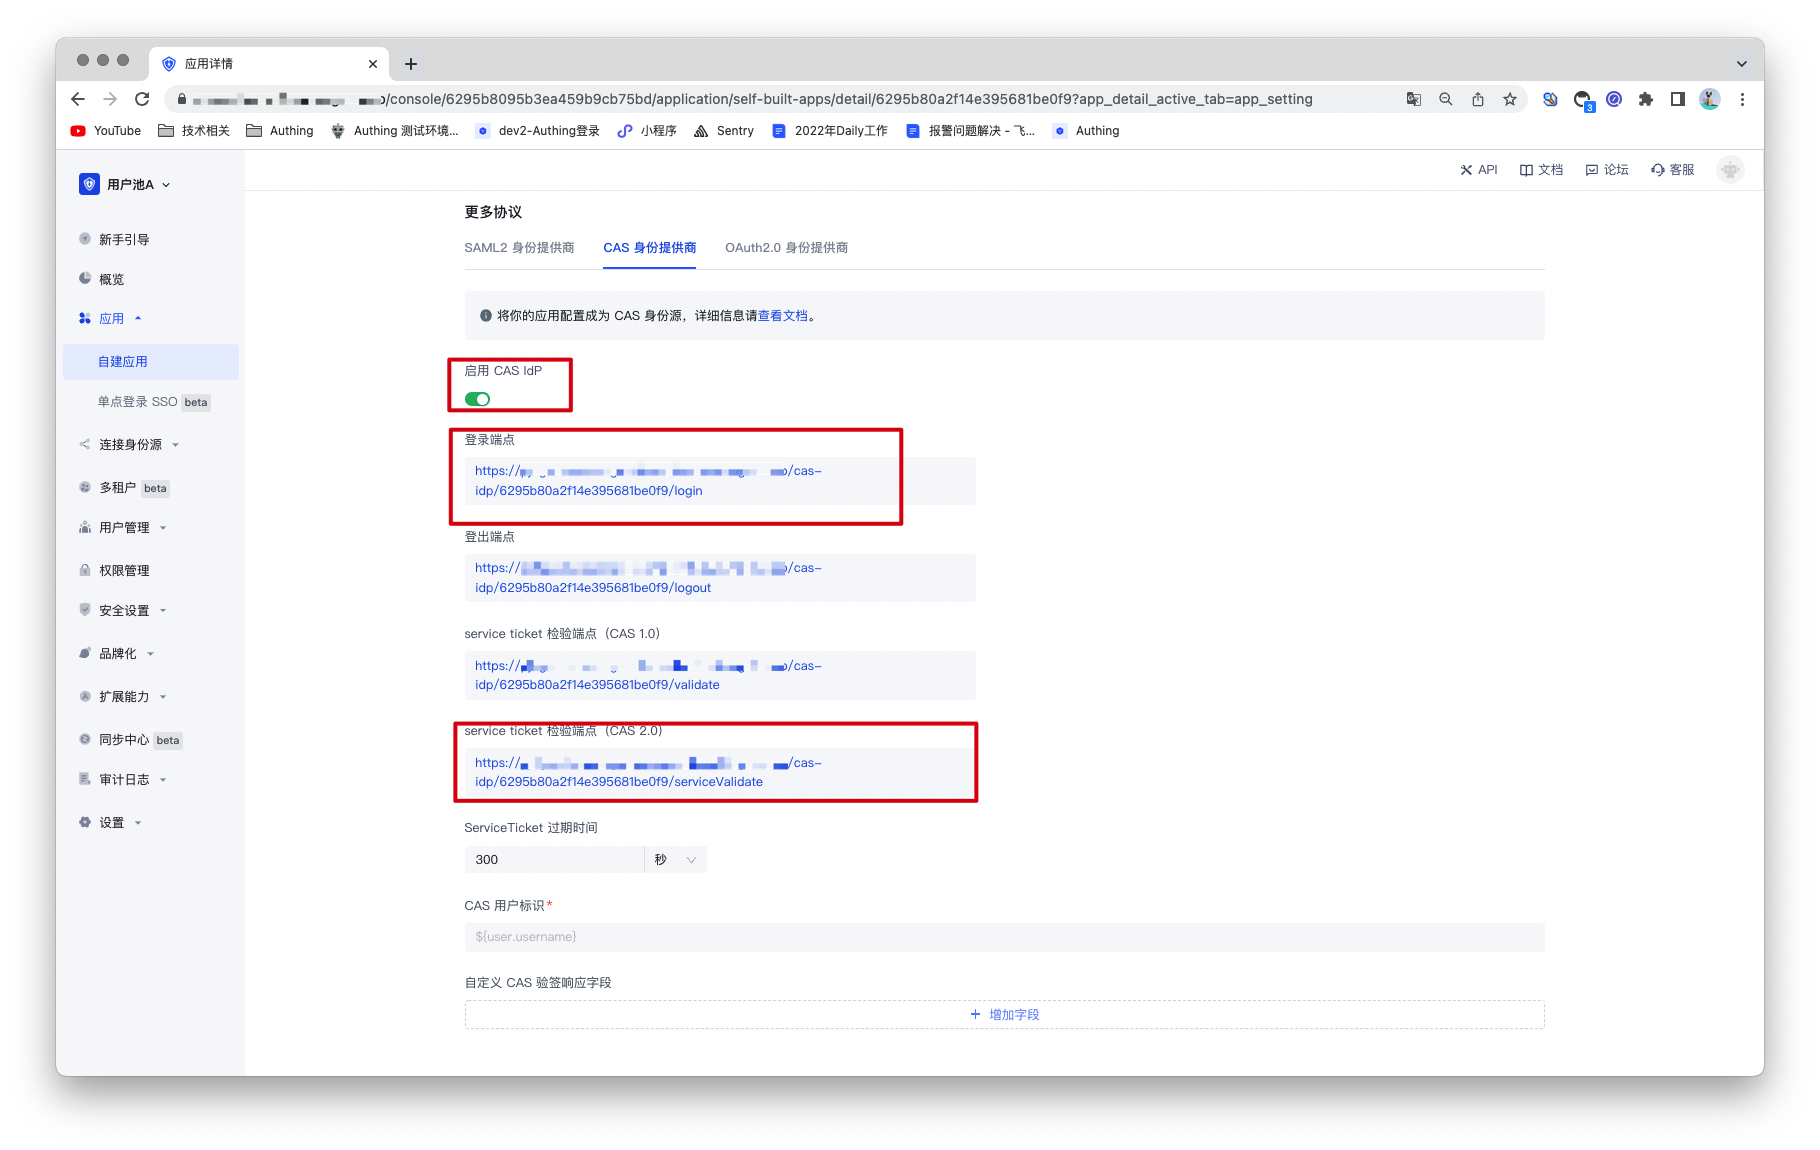 应用详情
/console/6295b8095b3ea459b9cb75bd/application/self-built-apps/detail/6295b80a2f14e395681be0f9?app_detail_active_tab=app_setting
3
YouTube
技术相关
Authing
Authing 测试环境...
dev2-Authing登录
小程序
Sentry
2022年Daily工作
报警问题解决 - 飞...
Authing
用户池A
API
文档
论坛
客服
新手引导
概览
应用
自建应用
单点登录 SSO beta
连接身份源
多租户 beta
用户管理
权限管理
安全设置
品牌化
扩展能力
同步中心 beta
审计日志
设置
更多协议
SAML2 身份提供商
CAS 身份提供商
OAuth2.0 身份提供商
将你的应用配置成为 CAS 身份源，详细信息请查看文档。
启用 CAS IdP
登录端点
https:// /cas-
idp/6295b80a2f14e395681be0f9/login
登出端点
https:// /cas-
idp/6295b80a2f14e395681be0f9/logout
service ticket 检验端点（CAS 1.0）
https:// /cas-
idp/6295b80a2f14e395681be0f9/validate
service ticket 检验端点（CAS 2.0）
https:// /cas-
idp/6295b80a2f14e395681be0f9/serviceValidate
ServiceTicket 过期时间
300
秒
CAS 用户标识*
${user.username}
自定义 CAS 验签响应字段
+ 增加字段